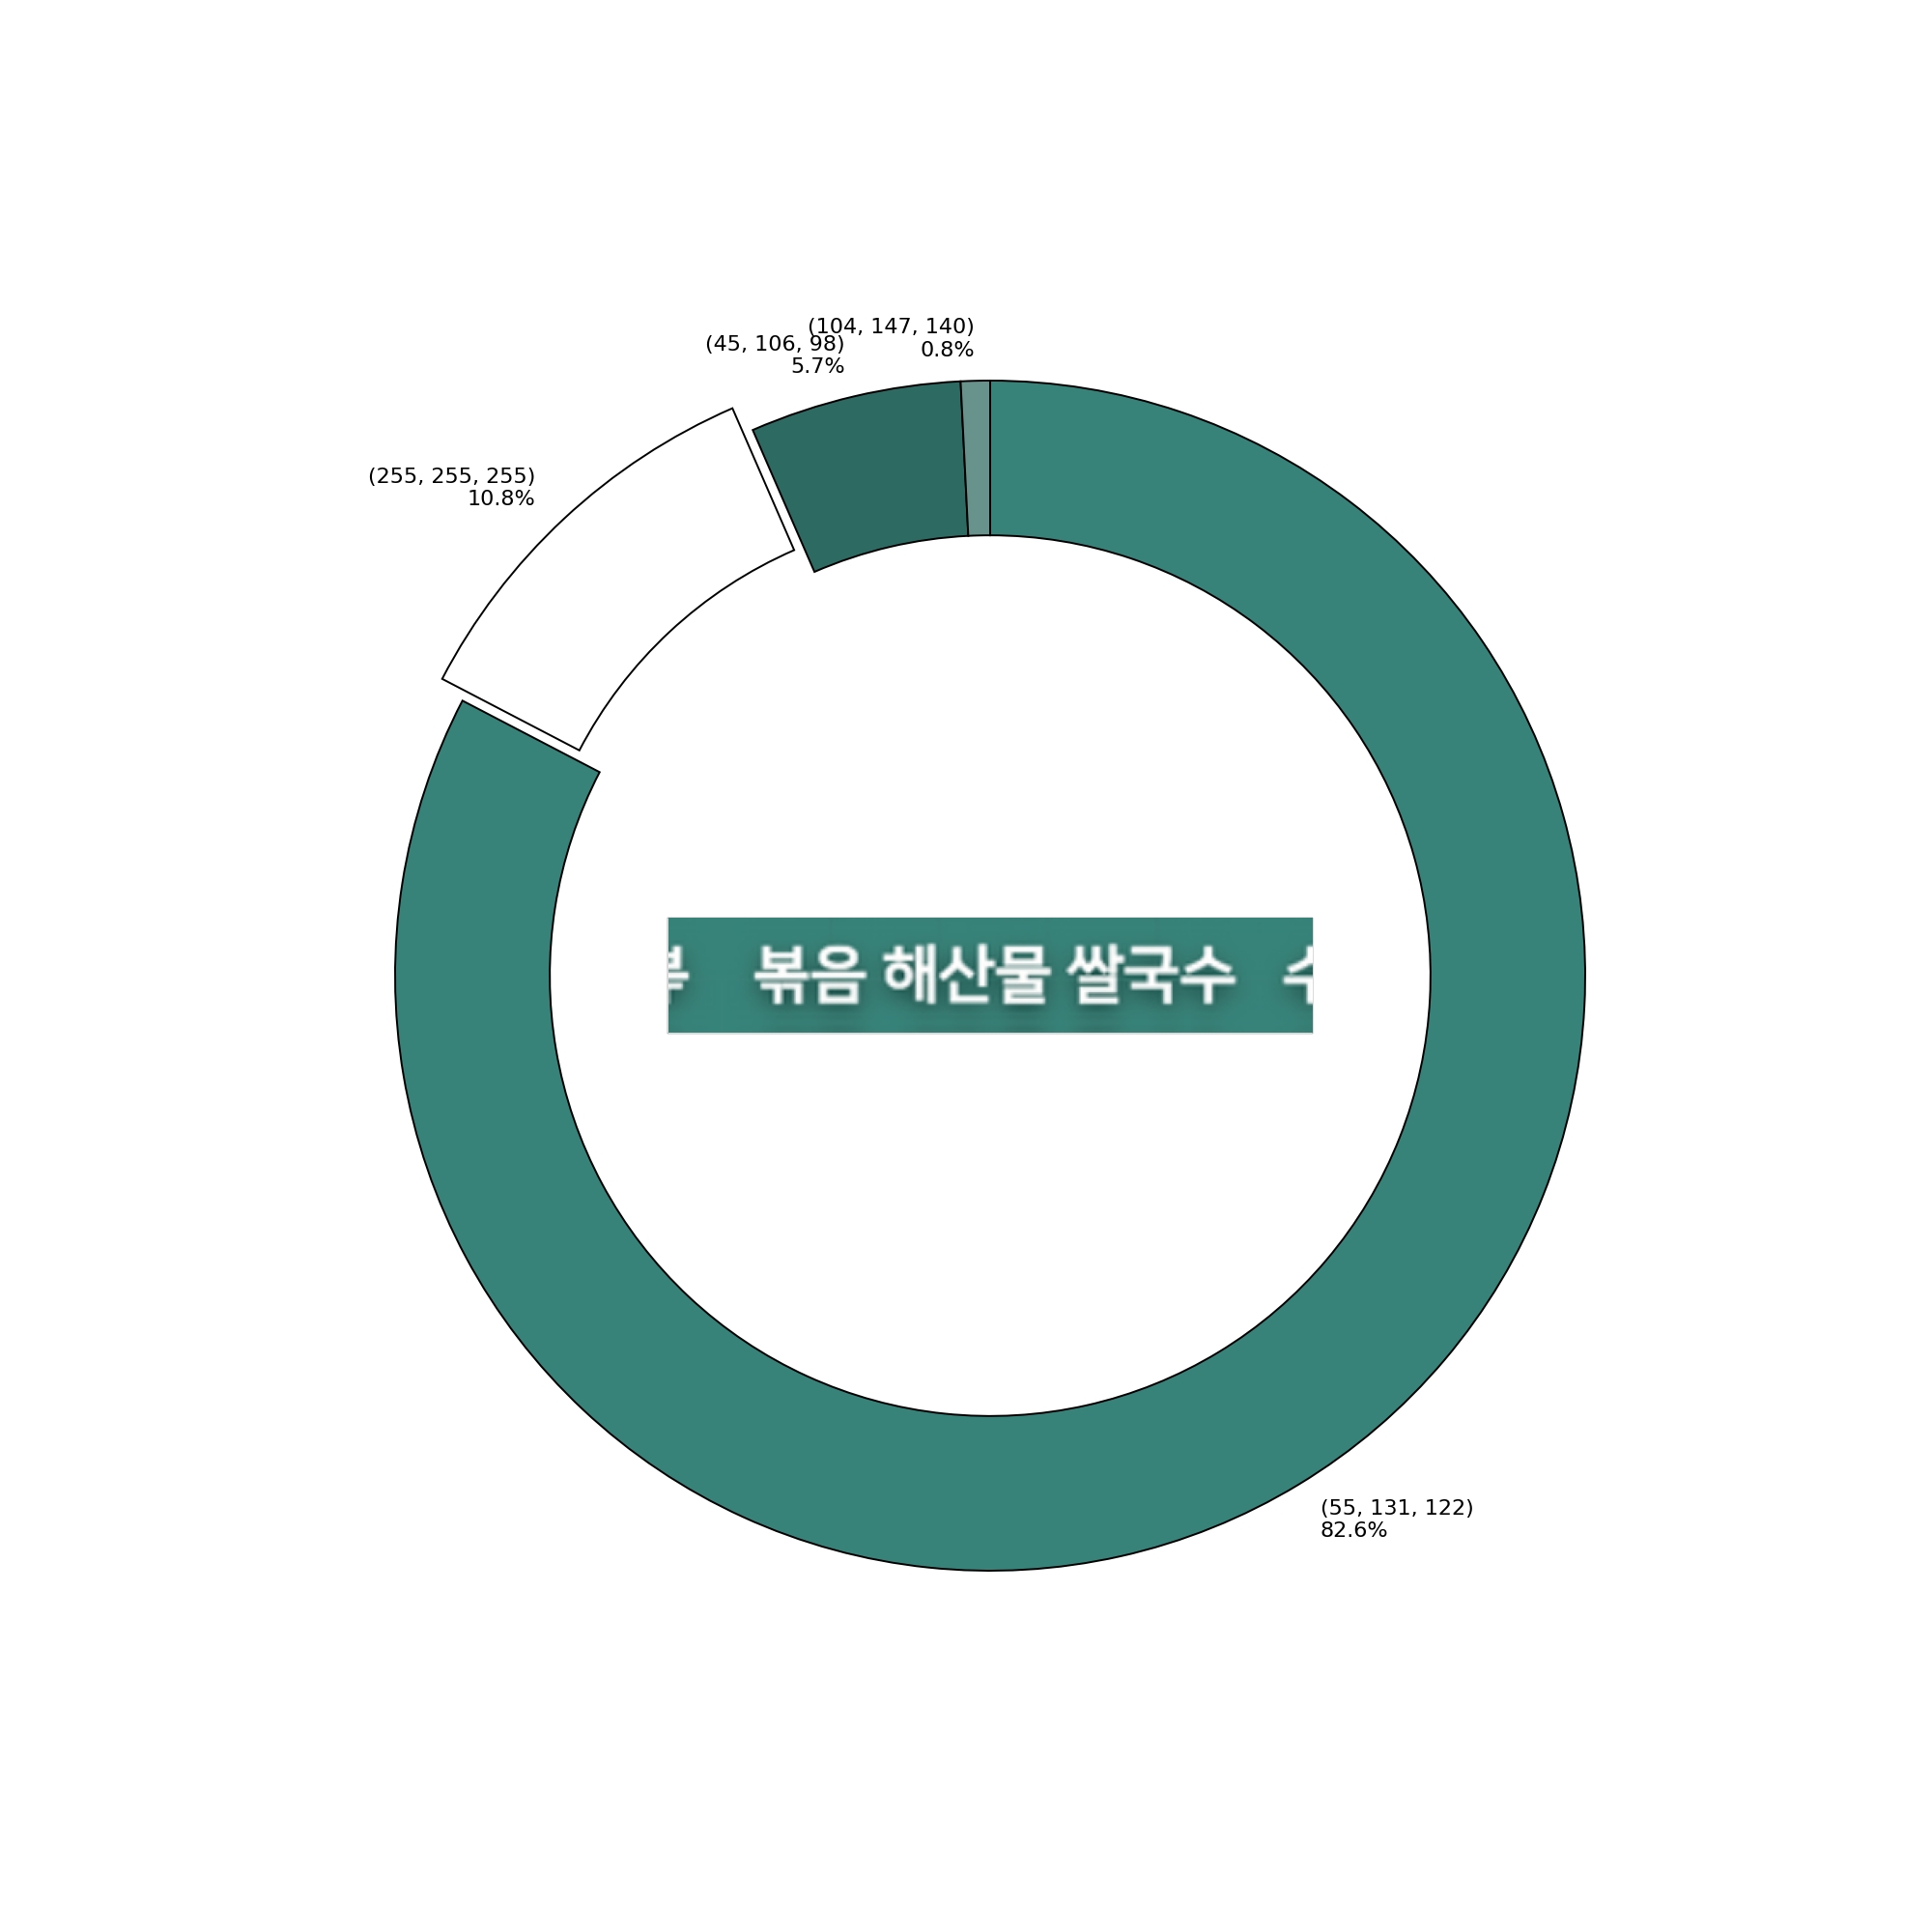 (104, 147, 140)
0.8%
(45, 106, 98)
5.7%
(255, 255, 255)
10.8%
볶음 해산물 쌀국수
(55, 131, 122)
82.6%